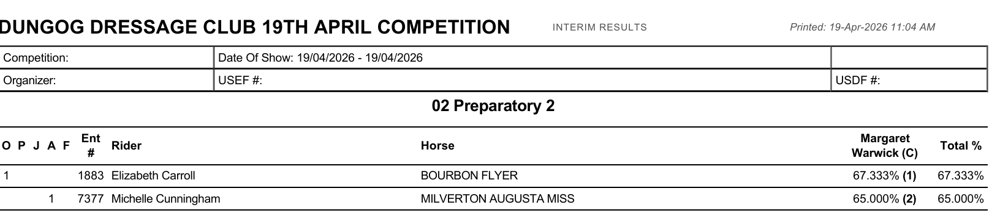 DUNGOG DRESSAGE CLUB 19TH APRIL COMPETITION INTERIM RESULTS Printed: 19-Apr-2026 11:04 AM
Competition: Date Of Show: 19/04/2026 - 19/04/2026
Organizer: USEF #: USDF #:
02 Preparatory 2
O P J A F Ent # Rider Horse Margaret Warwick (C) Total %
1 1883 Elizabeth Carroll BOURBON FLYER 67.333% (1) 67.333%
1 7377 Michelle Cunningham MILVERTON AUGUSTA MISS 65.000% (2) 65.000%